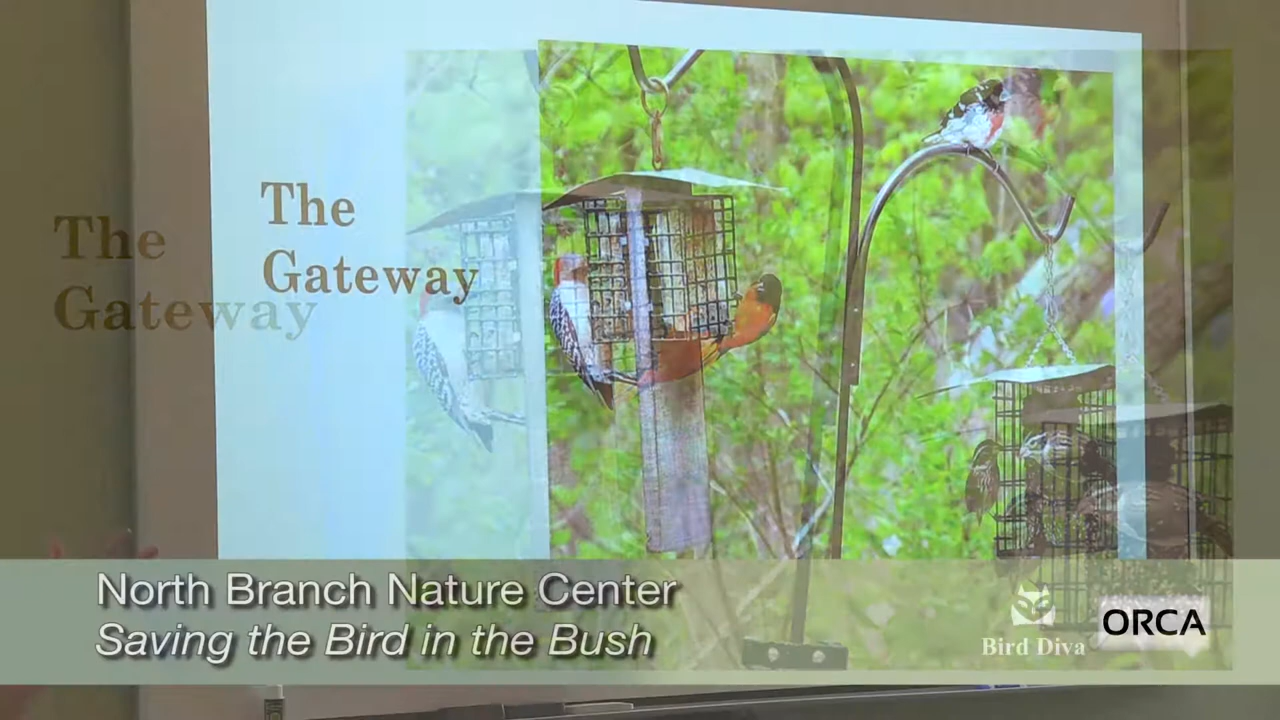 The
Gateway
The
Gateway
North Branch Nature Center
Saving the Bird in the Bush
Bird Diva
ORCA